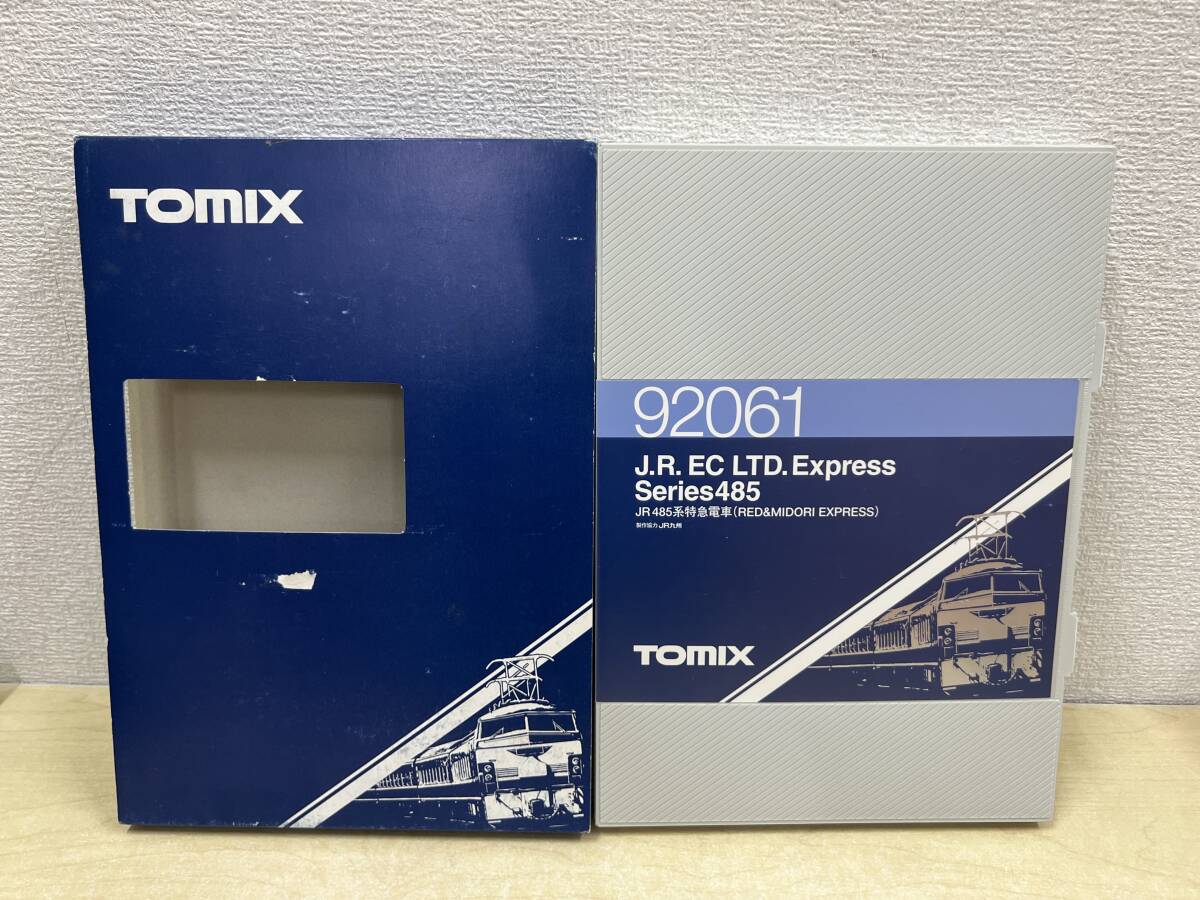 TOMIX
92061
J.R. EC LTD. Express
Series485
JR485系特急電車(RED&MIDORI EXPRESS)
製作協力 JR九州
TOMIX